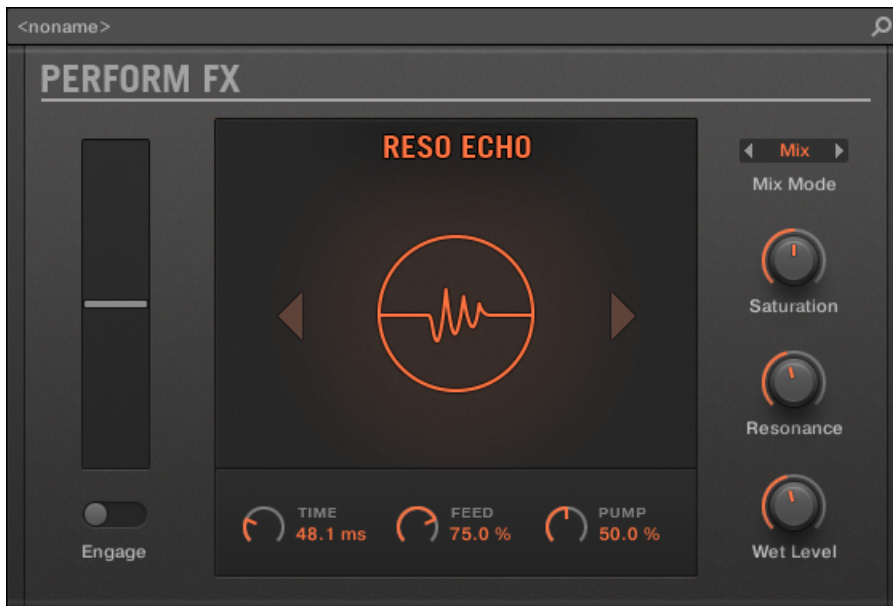 <noname>
PERFORM FX
RESO ECHO
Mix
Mix Mode
Saturation
Resonance
Wet Level
Engage
TIME
48.1 ms
FEED
75.0 %
PUMP
50.0 %